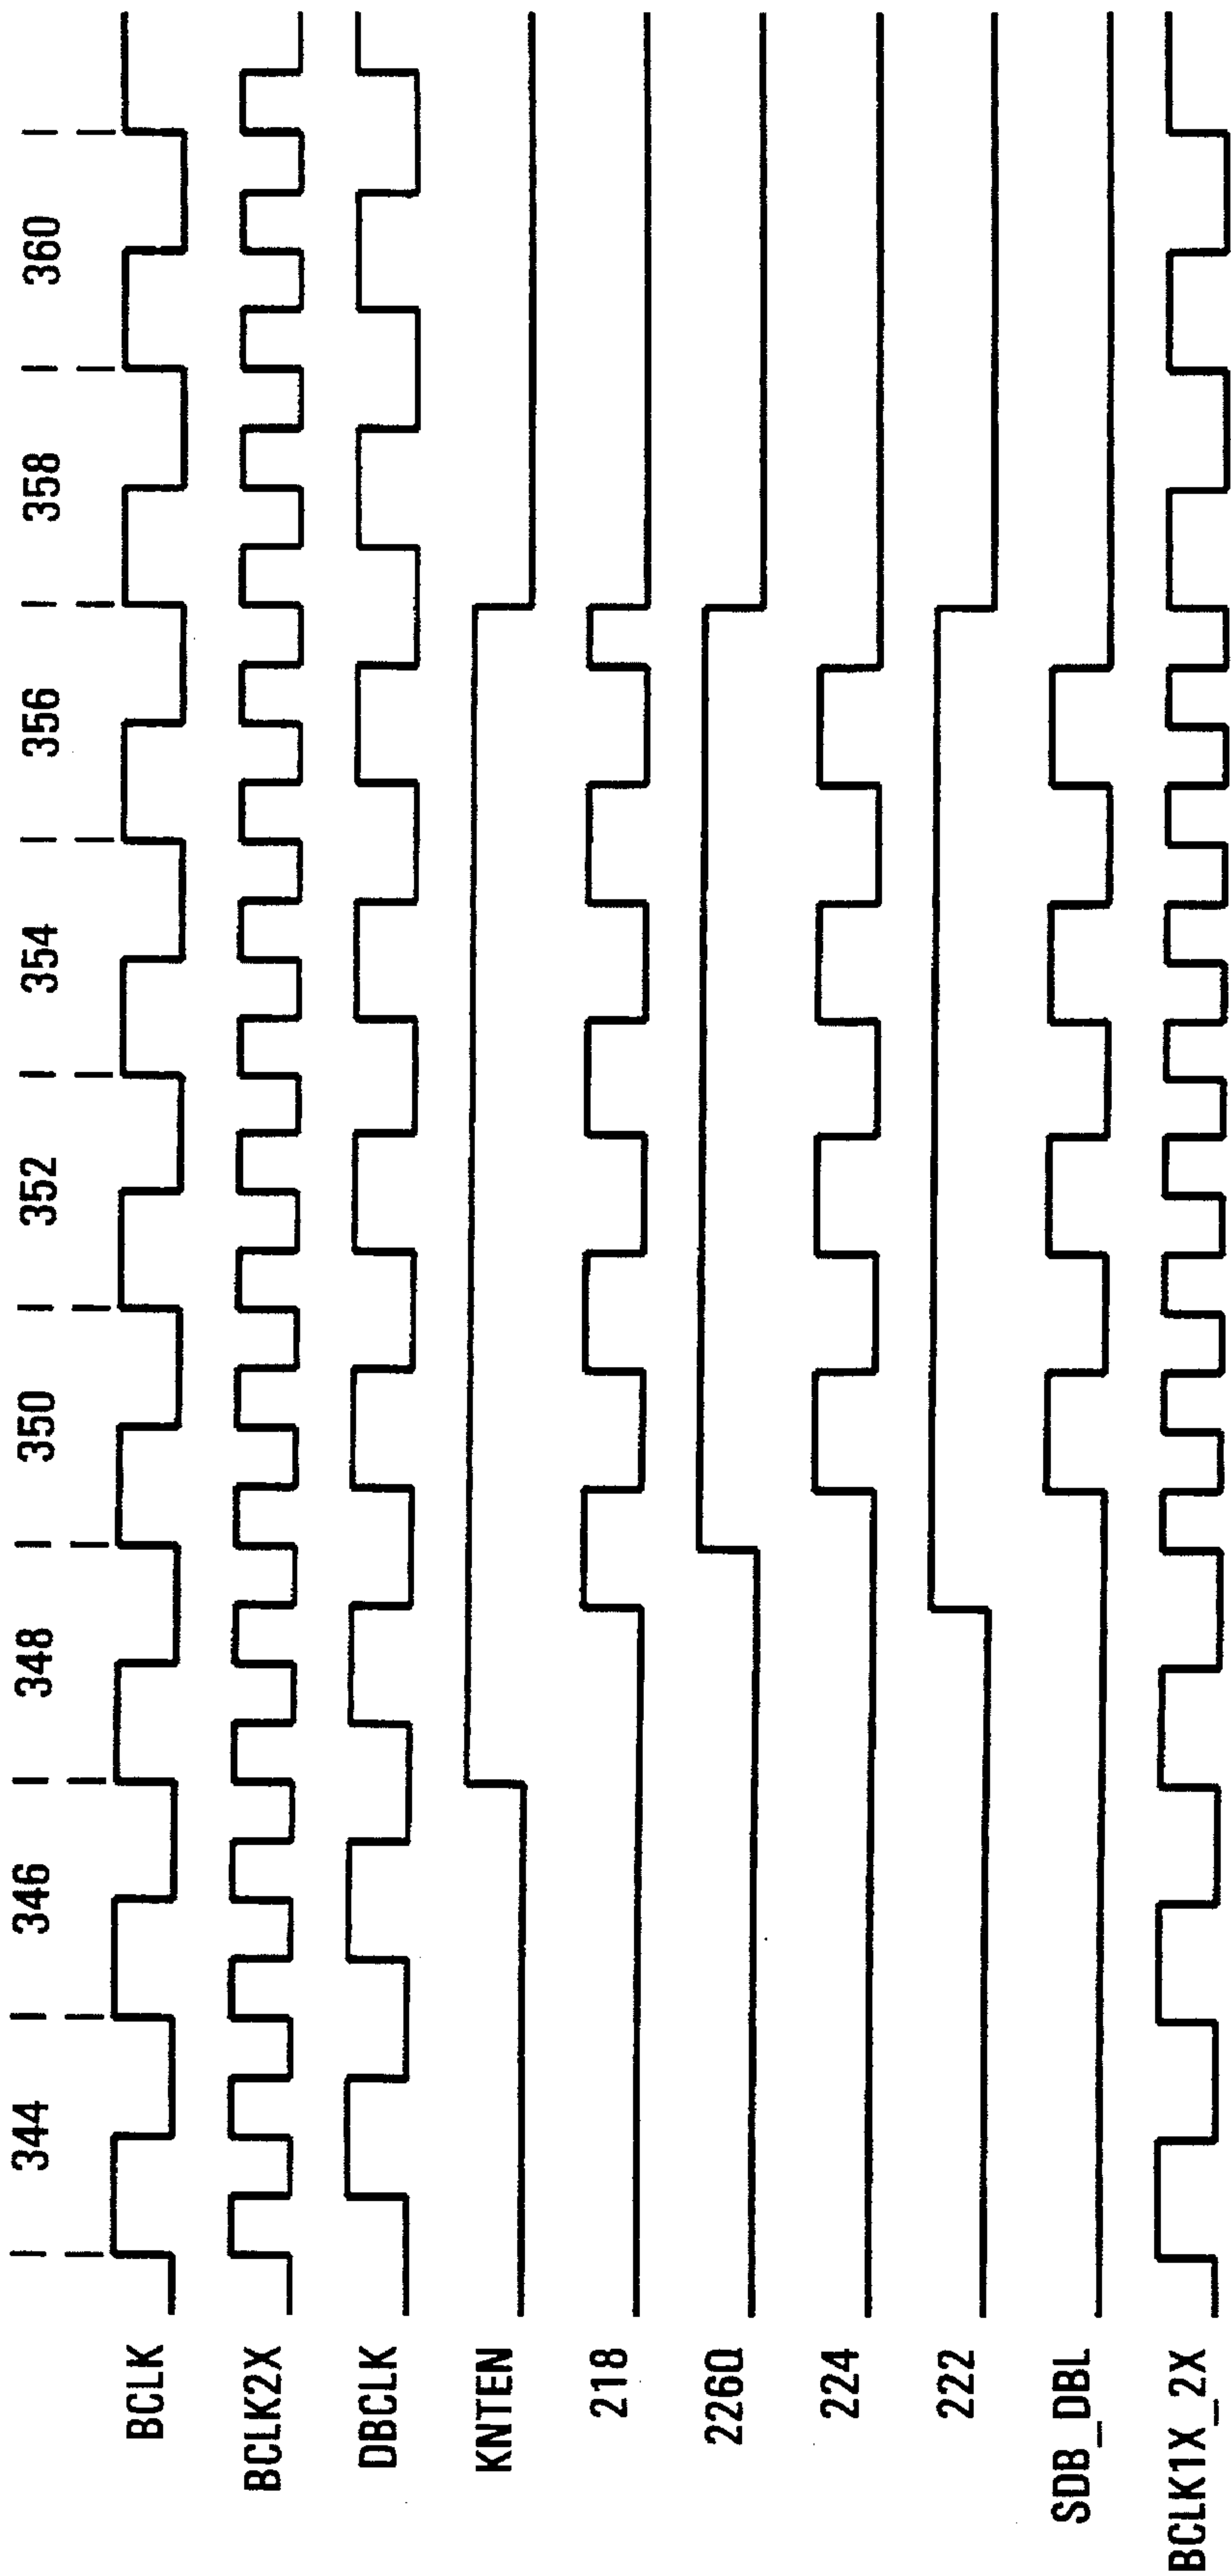 344 346 348 350 352 354 356 358 360
BCLK
BCLK2X
DBCLK
KNTEN
218
226Q
224
222
SDB_DBL
BCLK1X_2X